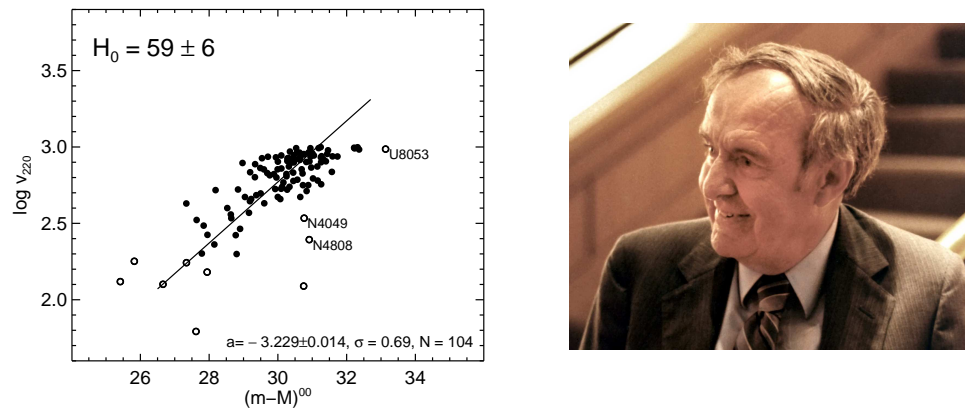 H₀ = 59 ± 6
3.5
3.0
2.5
2.0
log v₂₂₀
U8053
N4049
N4808
a= − 3.229±0.014, σ = 0.69, N = 104
26 28 30 32 34
(m−M)⁰⁰